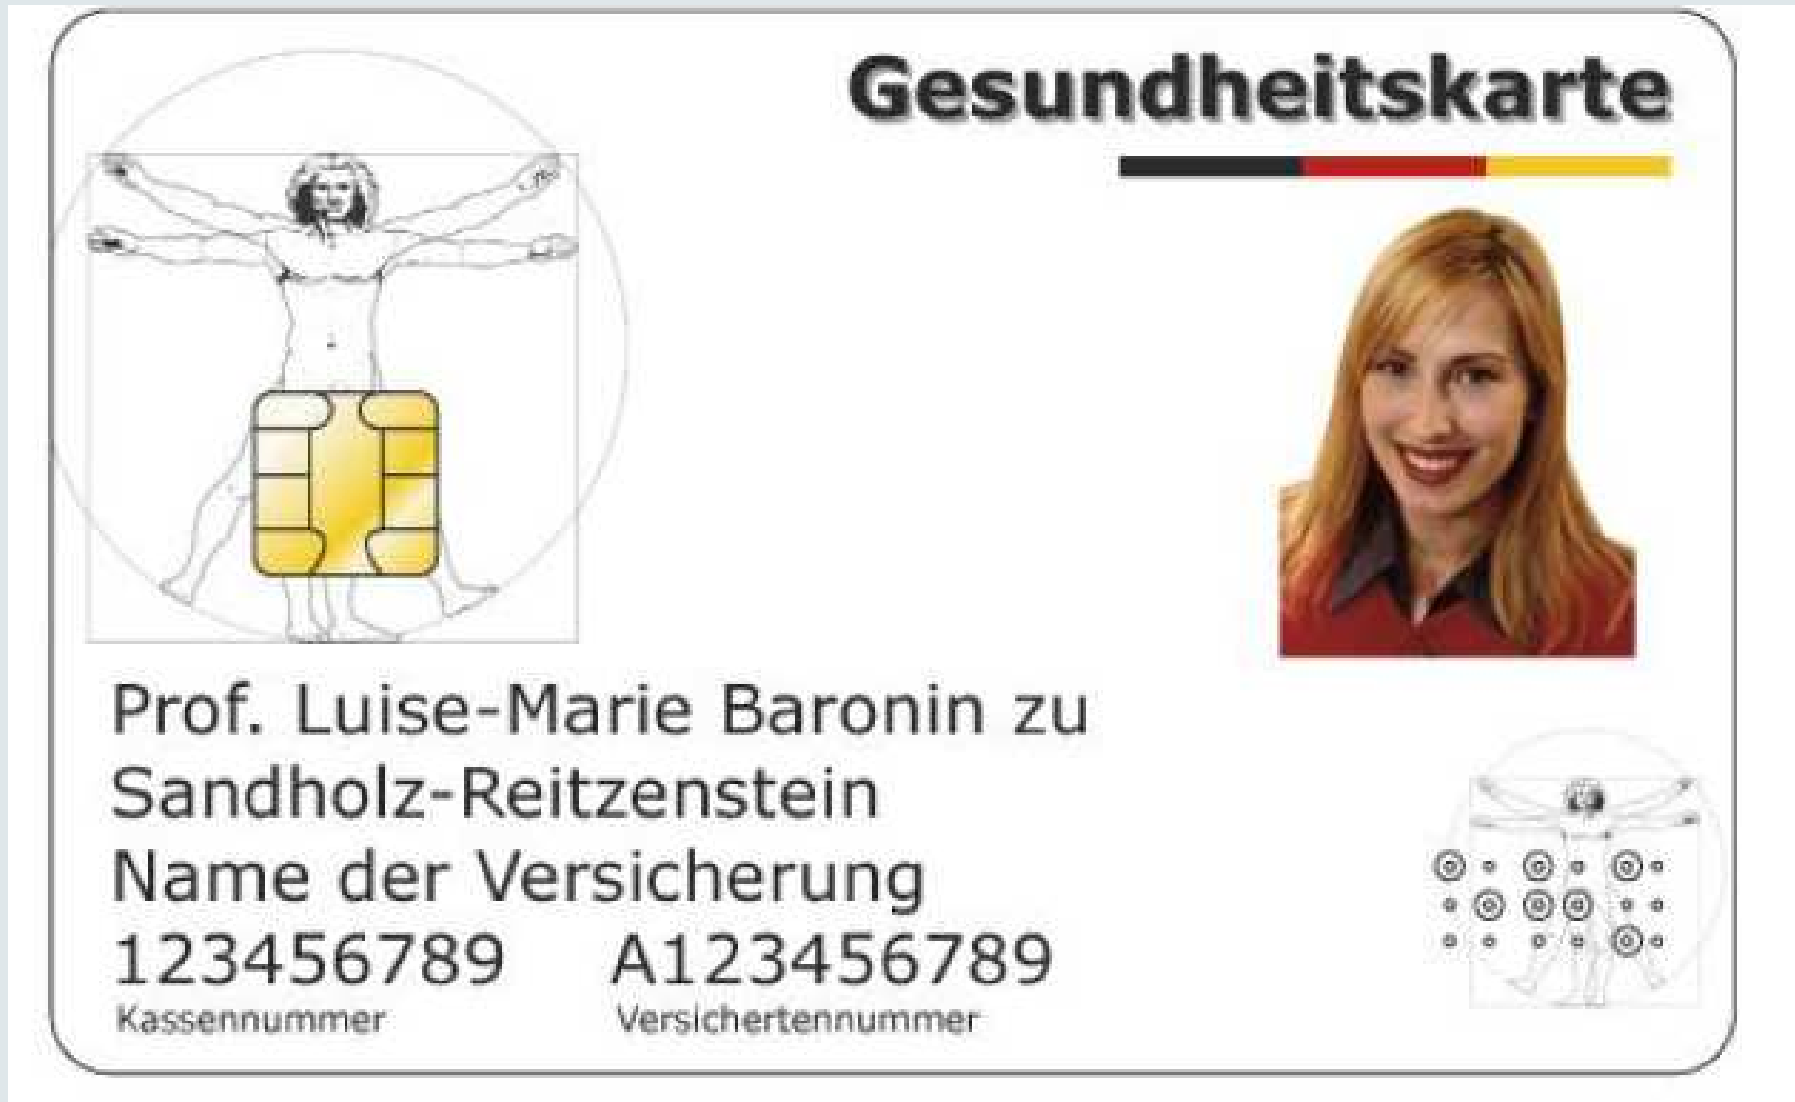 Gesundheitskarte
Prof. Luise-Marie Baronin zu
Sandholz-Reitzenstein
Name der Versicherung
123456789 A123456789
Kassennummer Versichertennummer